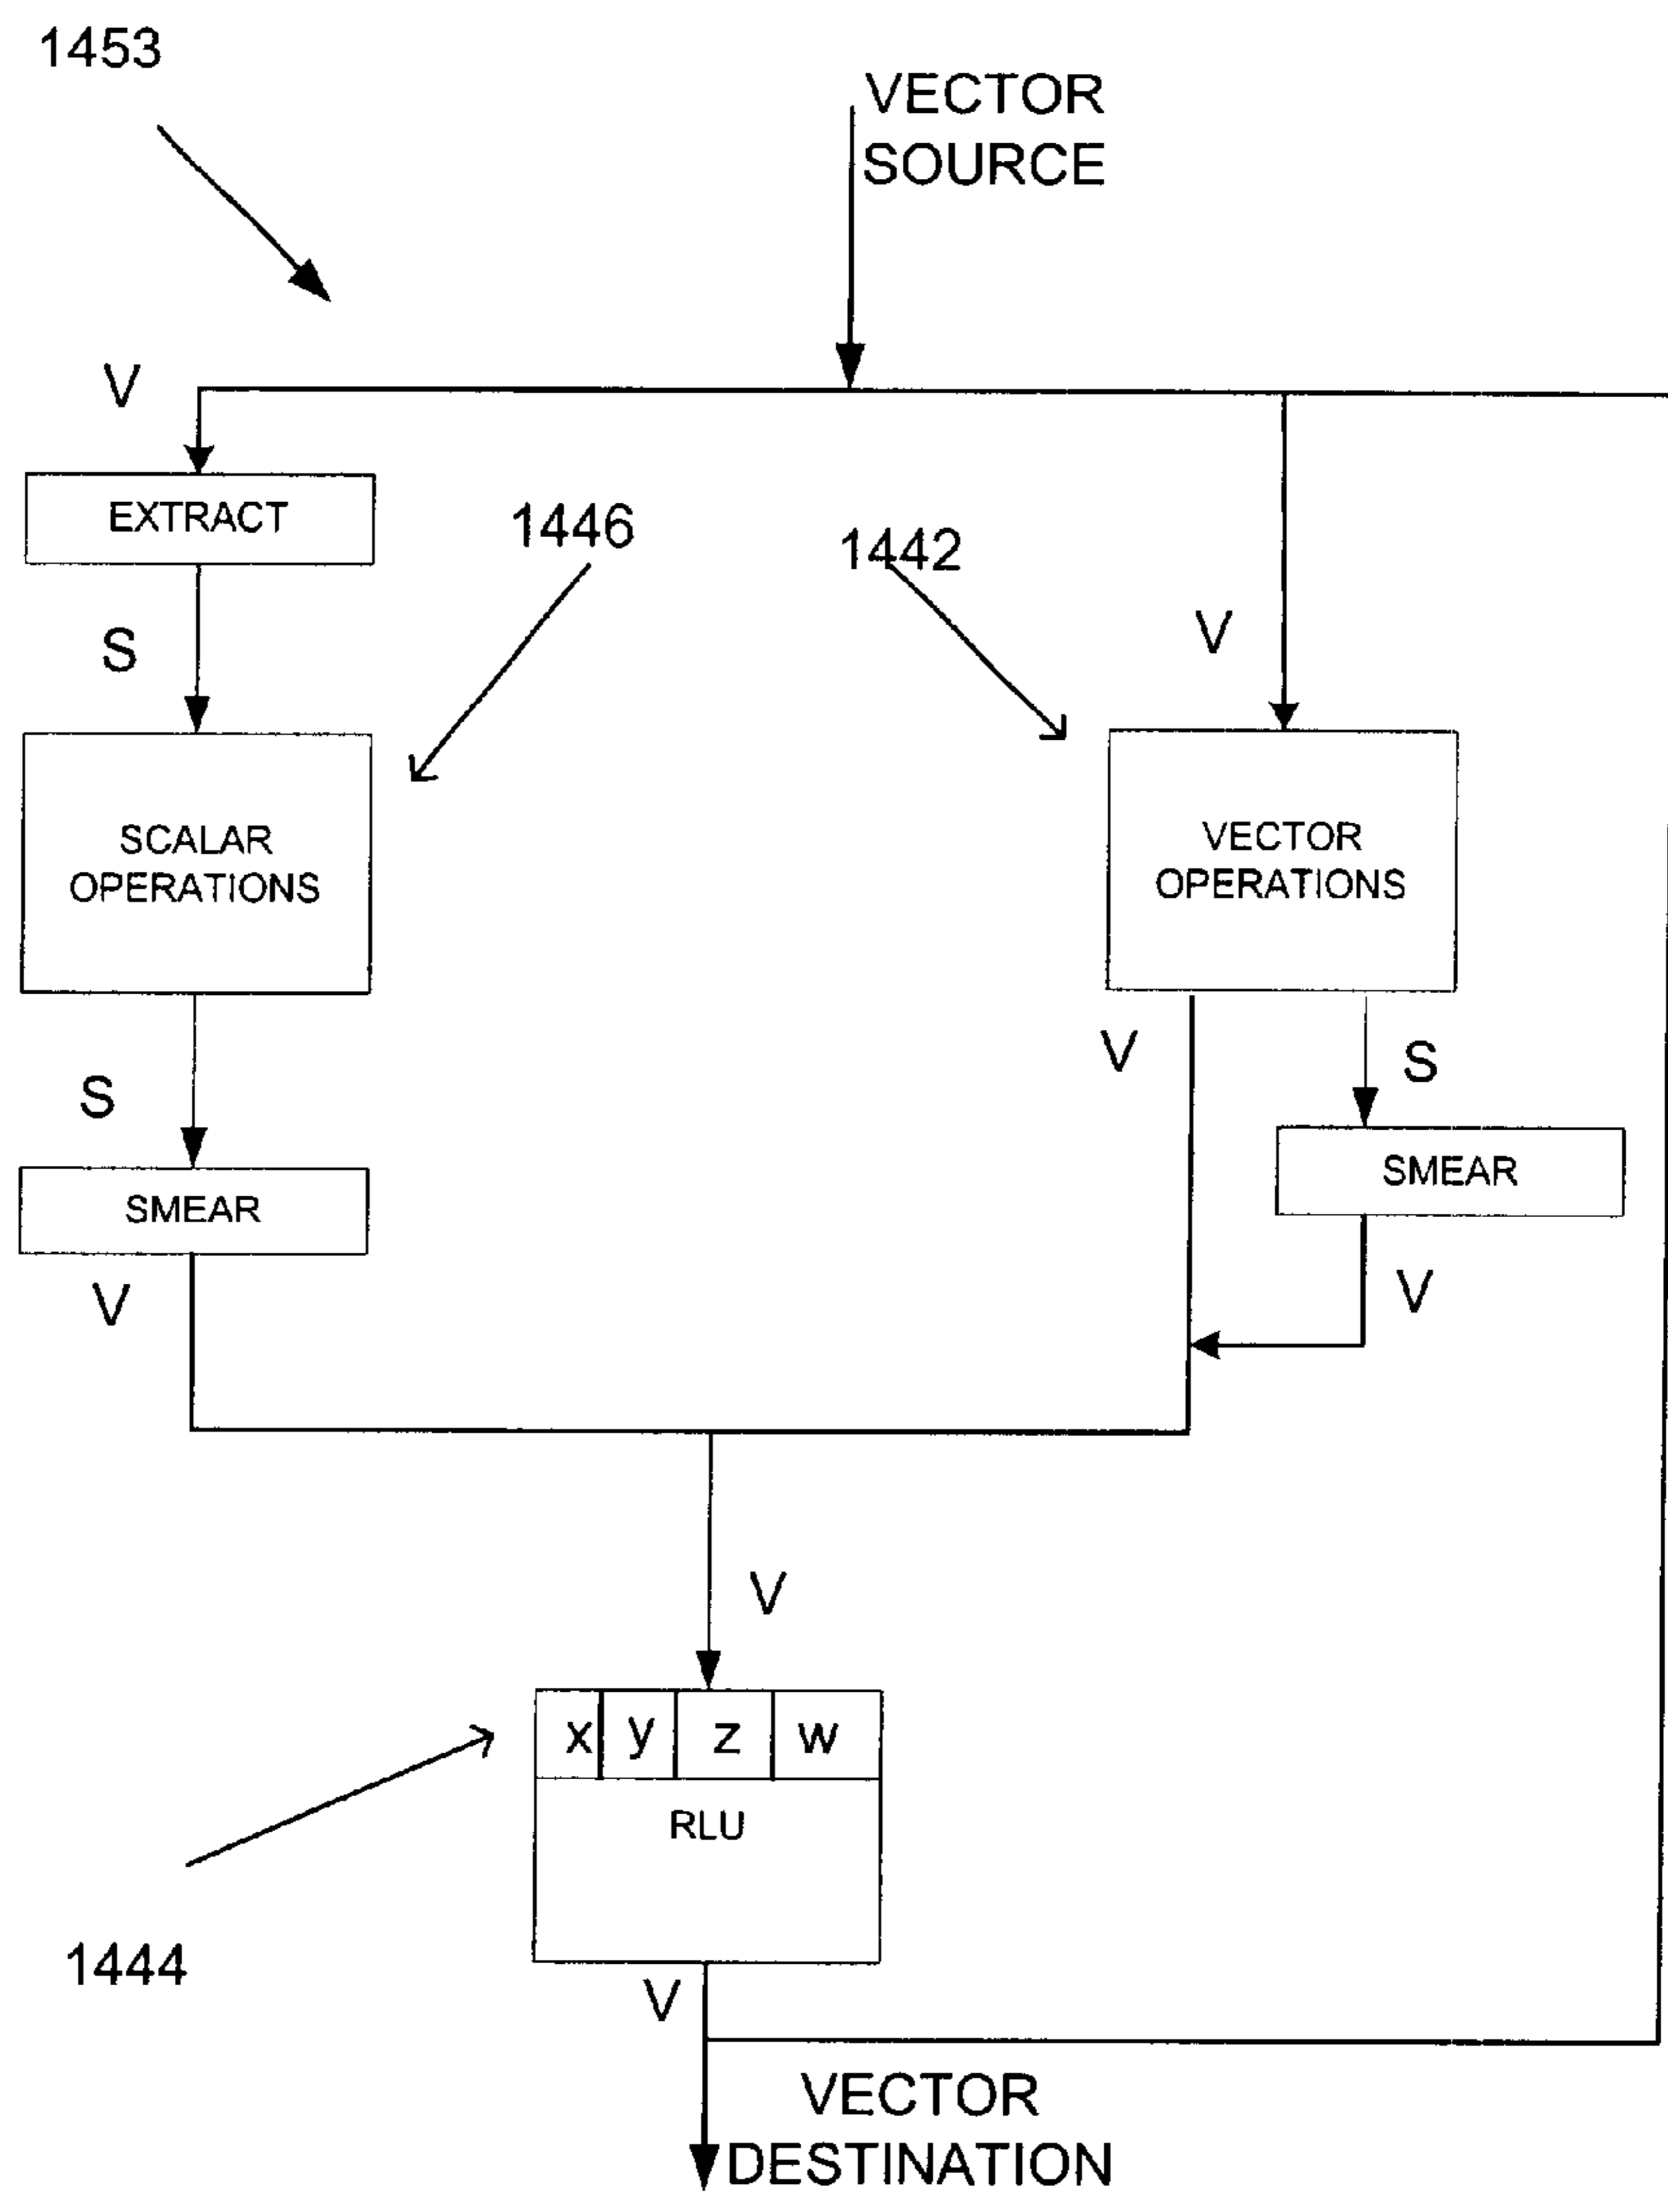 1453
VECTOR
SOURCE
V
EXTRACT
1446
1442
S
V
SCALAR
OPERATIONS
VECTOR
OPERATIONS
V
S
S
SMEAR
SMEAR
V
V
V
x y z w
RLU
1444
V
VECTOR
DESTINATION